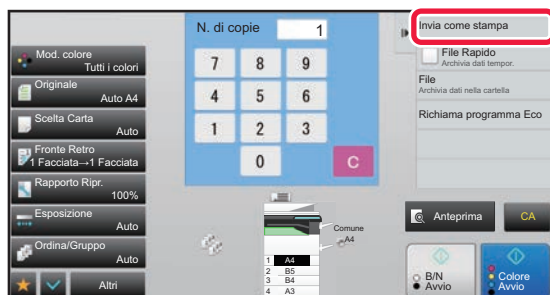 Mod. colore
Tutti i colori
Originale
Auto A4
Scelta Carta
Auto
Fronte Retro
1 Facciata→1 Facciata
Rapporto Ripr.
100%
Esposizione
Auto
Ordina/Gruppo
Auto
Altri
N. di copie
1
7 8 9
4 5 6
1 2 3
0 C
Comune
A4
1 A4
2 B5
3 B4
4 A3
Invia come stampa
File Rapido
Archivia dati tempor.
File
Archivia dati nella cartella
Richiama programma Eco
Anteprima
CA
B/N
Avvio
Colore
Avvio